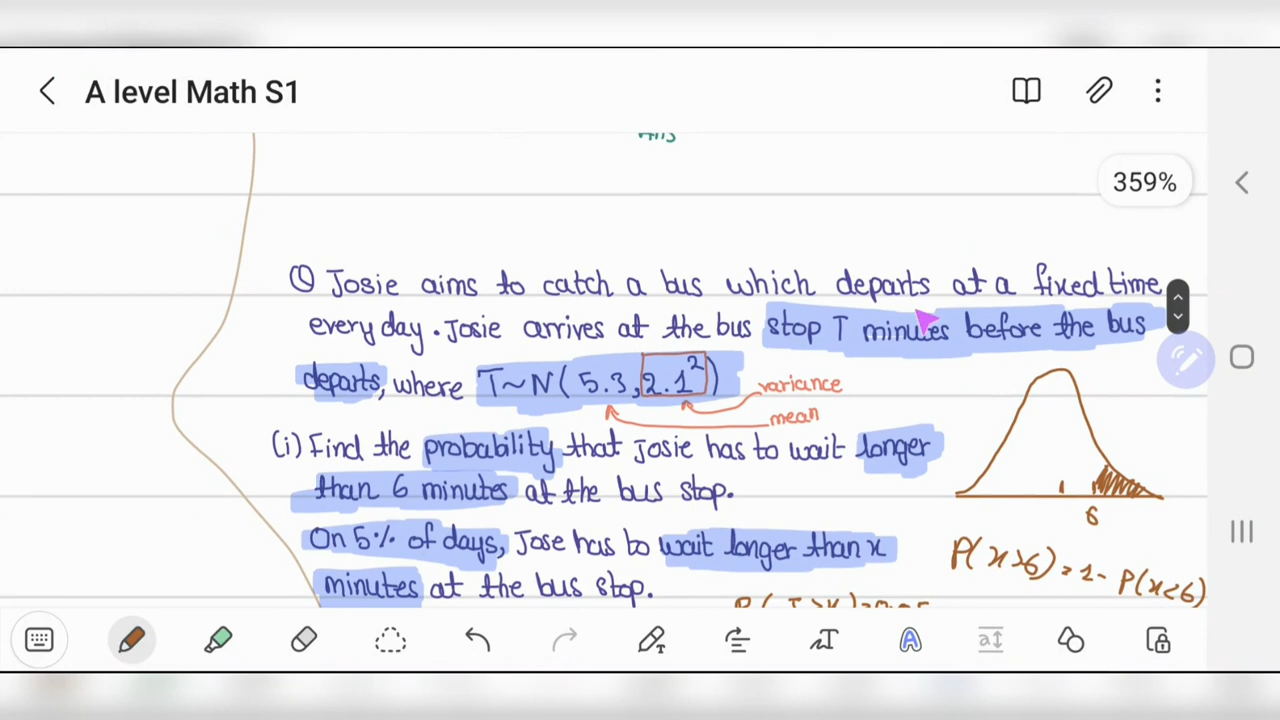 A level Math S1
Ans
359%
Q Josie aims to catch a bus which departs at a fixed time
every day. Josie arrives at the bus stop T minutes before the bus
departs, where T~N(5.3, 2.1²)
variance
mean
(i) Find the probability that Josie has to wait longer
than 6 minutes at the bus stop.
6
On 5% of days, Jose has to wait longer than x
minutes at the bus stop.
P(x>6) = 1- P(x<6)